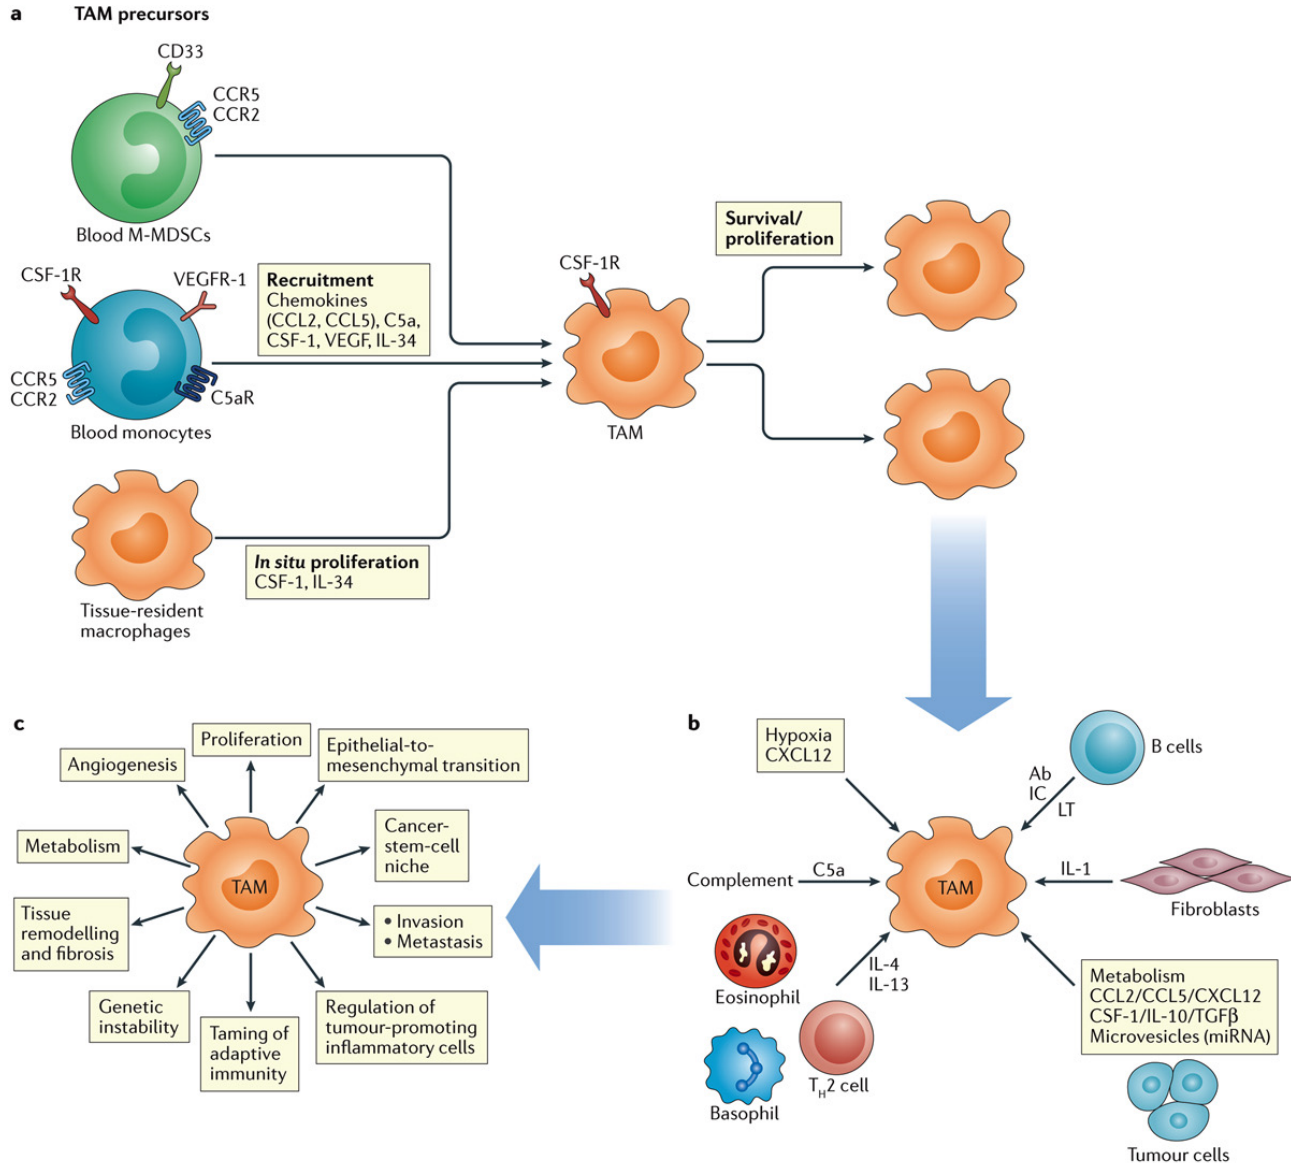 a
TAM precursors
CD33
CCR5
CCR2
Blood M-MDSCs
CSF-1R
VEGFR-1
CCR5
CCR2
C5aR
Blood monocytes
Recruitment
Chemokines
(CCL2, CCL5), C5a,
CSF-1, VEGF, IL-34
Tissue-resident
macrophages
In situ proliferation
CSF-1, IL-34
CSF-1R
TAM
Survival/
proliferation
b
Hypoxia
CXCL12
B cells
Ab
IC
LT
Complement
C5a
TAM
IL-1
Fibroblasts
Eosinophil
IL-4
IL-13
Basophil
TH2 cell
Metabolism
CCL2/CCL5/CXCL12
CSF-1/IL-10/TGFβ
Microvesicles (miRNA)
Tumour cells
c
Proliferation
Angiogenesis
Epithelial-to-
mesenchymal transition
Metabolism
Cancer-
stem-cell
niche
TAM
Tissue
remodelling
and fibrosis
• Invasion
• Metastasis
Genetic
instability
Taming of
adaptive
immunity
Regulation of
tumour-promoting
inflammatory cells